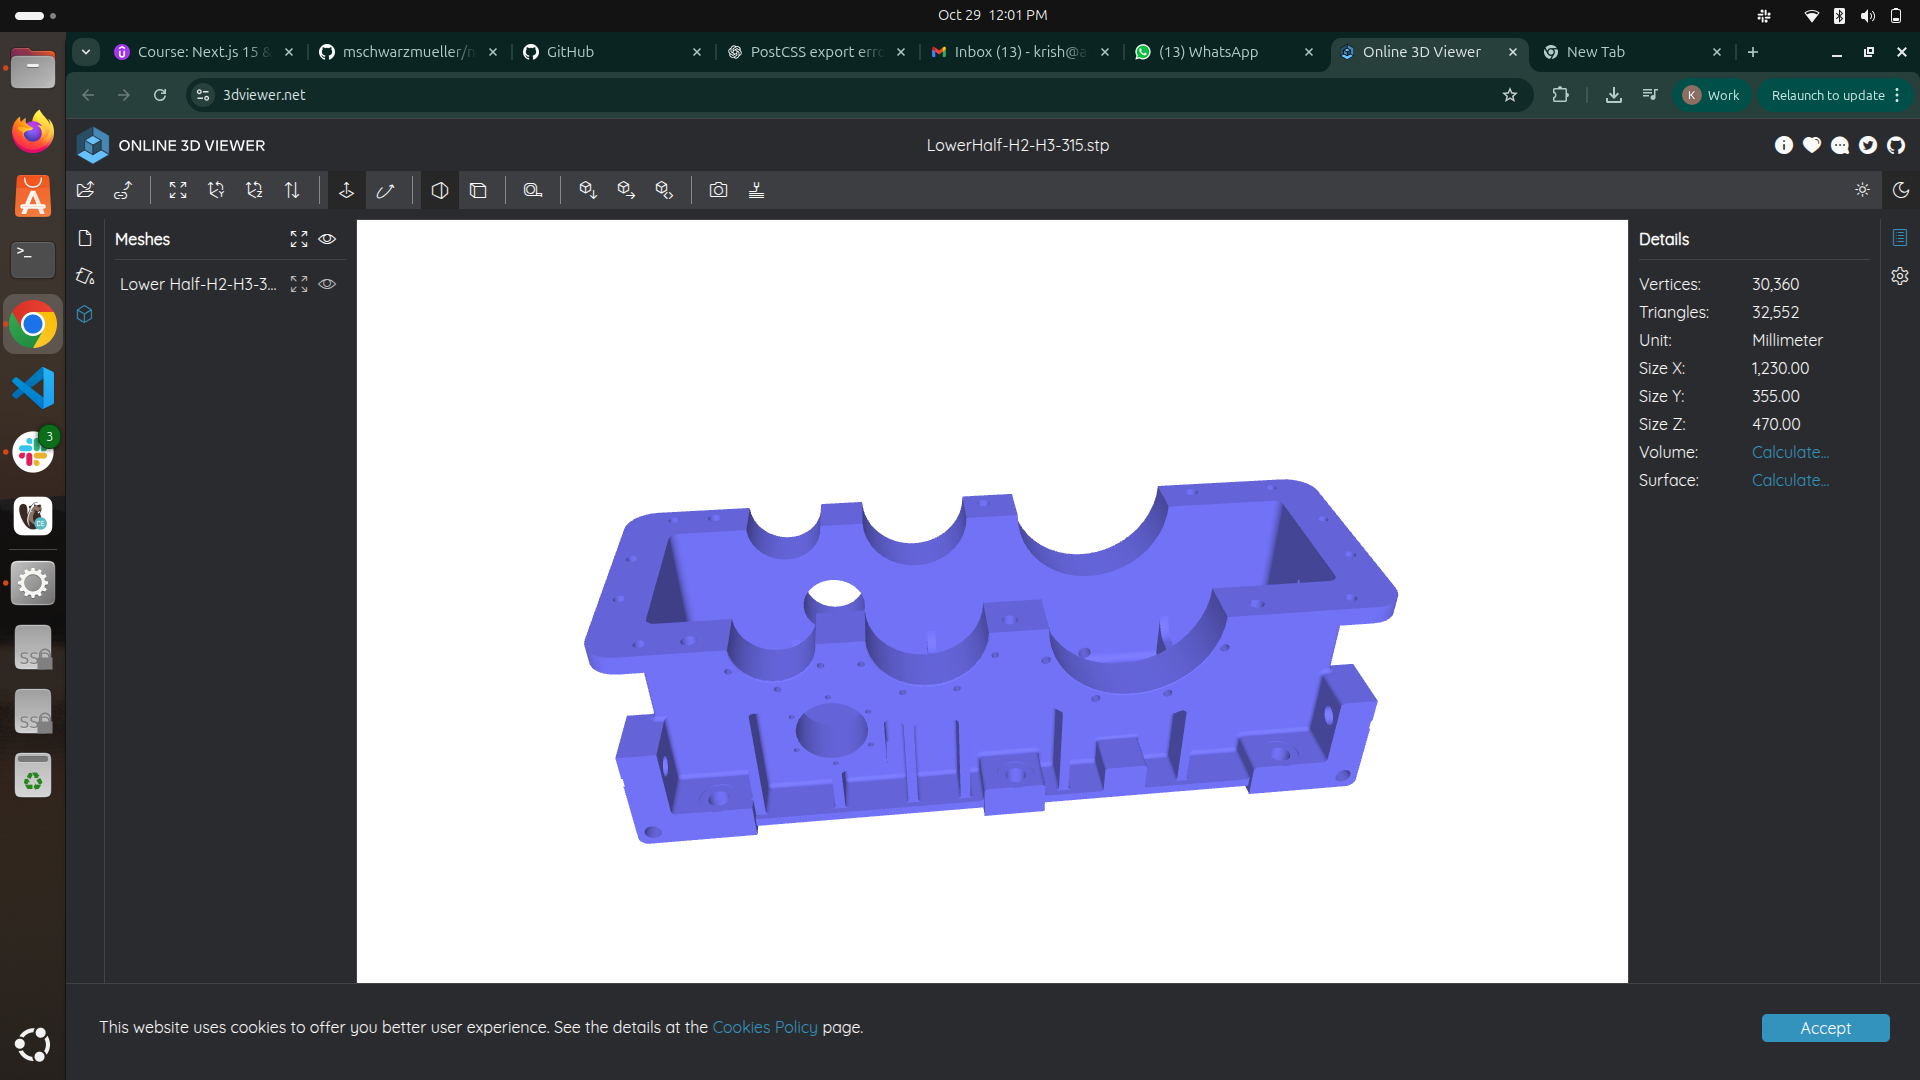 Oct 29 12:01 PM
Course: Next.js 15 &
mschwarzmueller/n
GitHub
PostCSS export erro
Inbox (13) - krish@a
(13) WhatsApp
Online 3D Viewer
New Tab
3dviewer.net
K Work
Relaunch to update
ONLINE 3D VIEWER
LowerHalf-H2-H3-315.stp
Meshes
Lower Half-H2-H3-3...
Details
Vertices: 30,360
Triangles: 32,552
Unit: Millimeter
Size X: 1,230.00
Size Y: 355.00
Size Z: 470.00
Volume: Calculate...
Surface: Calculate...
3
CE
SS
SS
This website uses cookies to offer you better user experience. See the details at the Cookies Policy page.
Accept